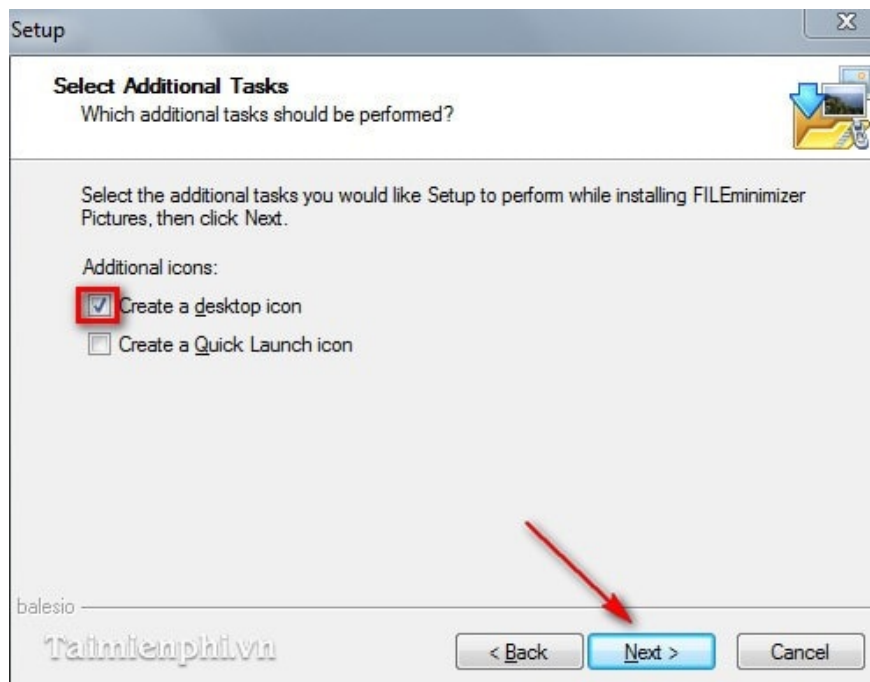 Setup
Select Additional Tasks
Which additional tasks should be performed?
Select the additional tasks you would like Setup to perform while installing FILEminimizer
Pictures, then click Next.
Additional icons:
Create a desktop icon
Create a Quick Launch icon
balesio
Taimienphi.vn
< Back
Next >
Cancel